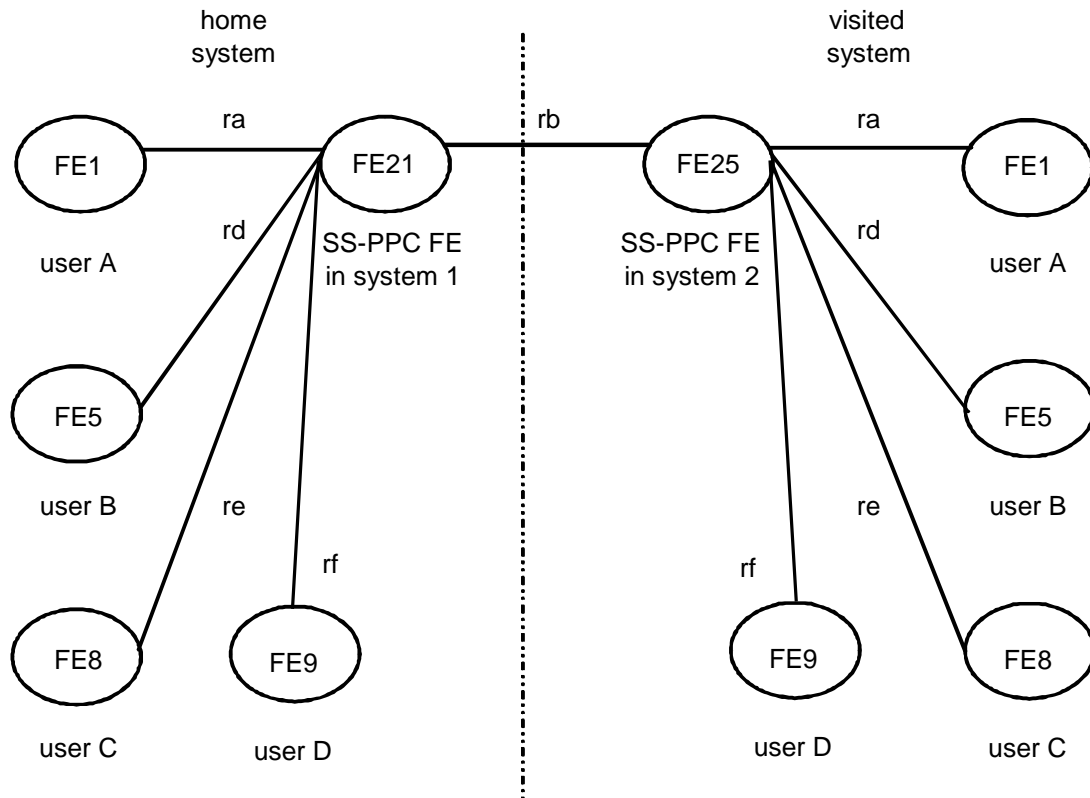 home
system
visited
system
ra
rb
ra
FE1
FE21
FE25
FE1
rd
SS-PPC FE
in system 1
SS-PPC FE
in system 2
rd
user A
user A
FE5
FE5
user B
re
re
user B
rf
rf
FE8
FE9
FE9
FE8
user C
user D
user D
user C